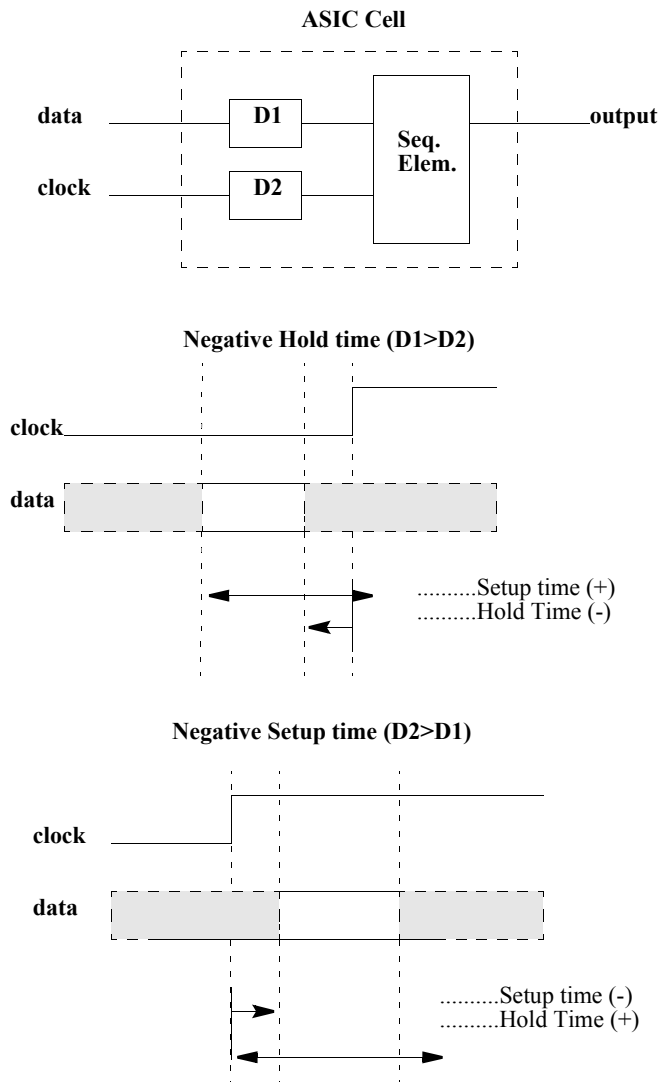 ASIC Cell
data
D1
output
Seq.
Elem.
clock
D2
Negative Hold time (D1>D2)
clock
data
..........Setup time (+)
..........Hold Time (-)
Negative Setup time (D2>D1)
clock
data
..........Setup time (-)
..........Hold Time (+)